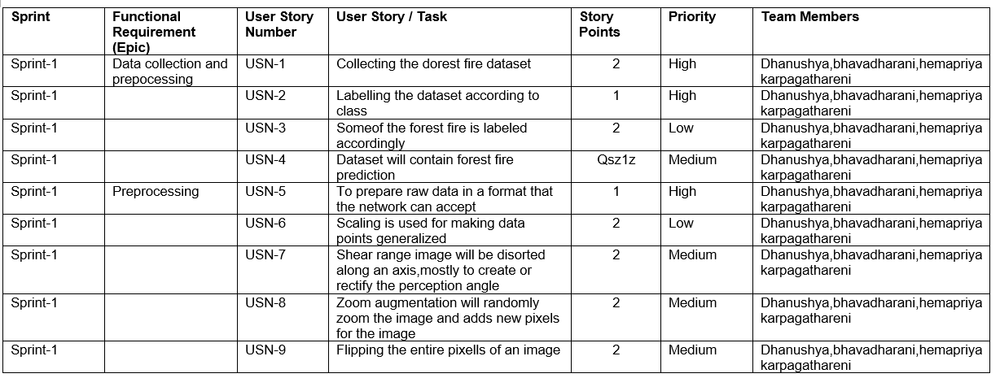 Sprint Functional Requirement (Epic) User Story Number User Story / Task Story Points Priority Team Members
Sprint-1 Data collection and prepocessing USN-1 Collecting the dorest fire dataset 2 High Dhanushya,bhavadharani,hemapriya karpagathareni
Sprint-1 USN-2 Labelling the dataset according to class 1 High Dhanushya,bhavadharani,hemapriya karpagathareni
Sprint-1 USN-3 Someof the forest fire is labeled accordingly 2 Low Dhanushya,bhavadharani,hemapriya karpagathareni
Sprint-1 USN-4 Dataset will contain forest fire prediction Qsz1z Medium Dhanushya,bhavadharani,hemapriya karpagathareni
Sprint-1 Preprocessing USN-5 To prepare raw data in a format that the network can accept 1 High Dhanushya,bhavadharani,hemapriya karpagathareni
Sprint-1 USN-6 Scaling is used for making data points generalized 2 Low Dhanushya,bhavadharani,hemapriya karpagathareni
Sprint-1 USN-7 Shear range image will be disorted along an axis,mostly to create or rectify the perception angle 2 Medium Dhanushya,bhavadharani,hemapriya karpagathareni
Sprint-1 USN-8 Zoom augmentation will randomly zoom the image and adds new pixels for the image 2 Medium Dhanushya,bhavadharani,hemapriya karpagathareni
Sprint-1 USN-9 Flipping the entire pixells of an image 2 Medium Dhanushya,bhavadharani,hemapriya karpagathareni